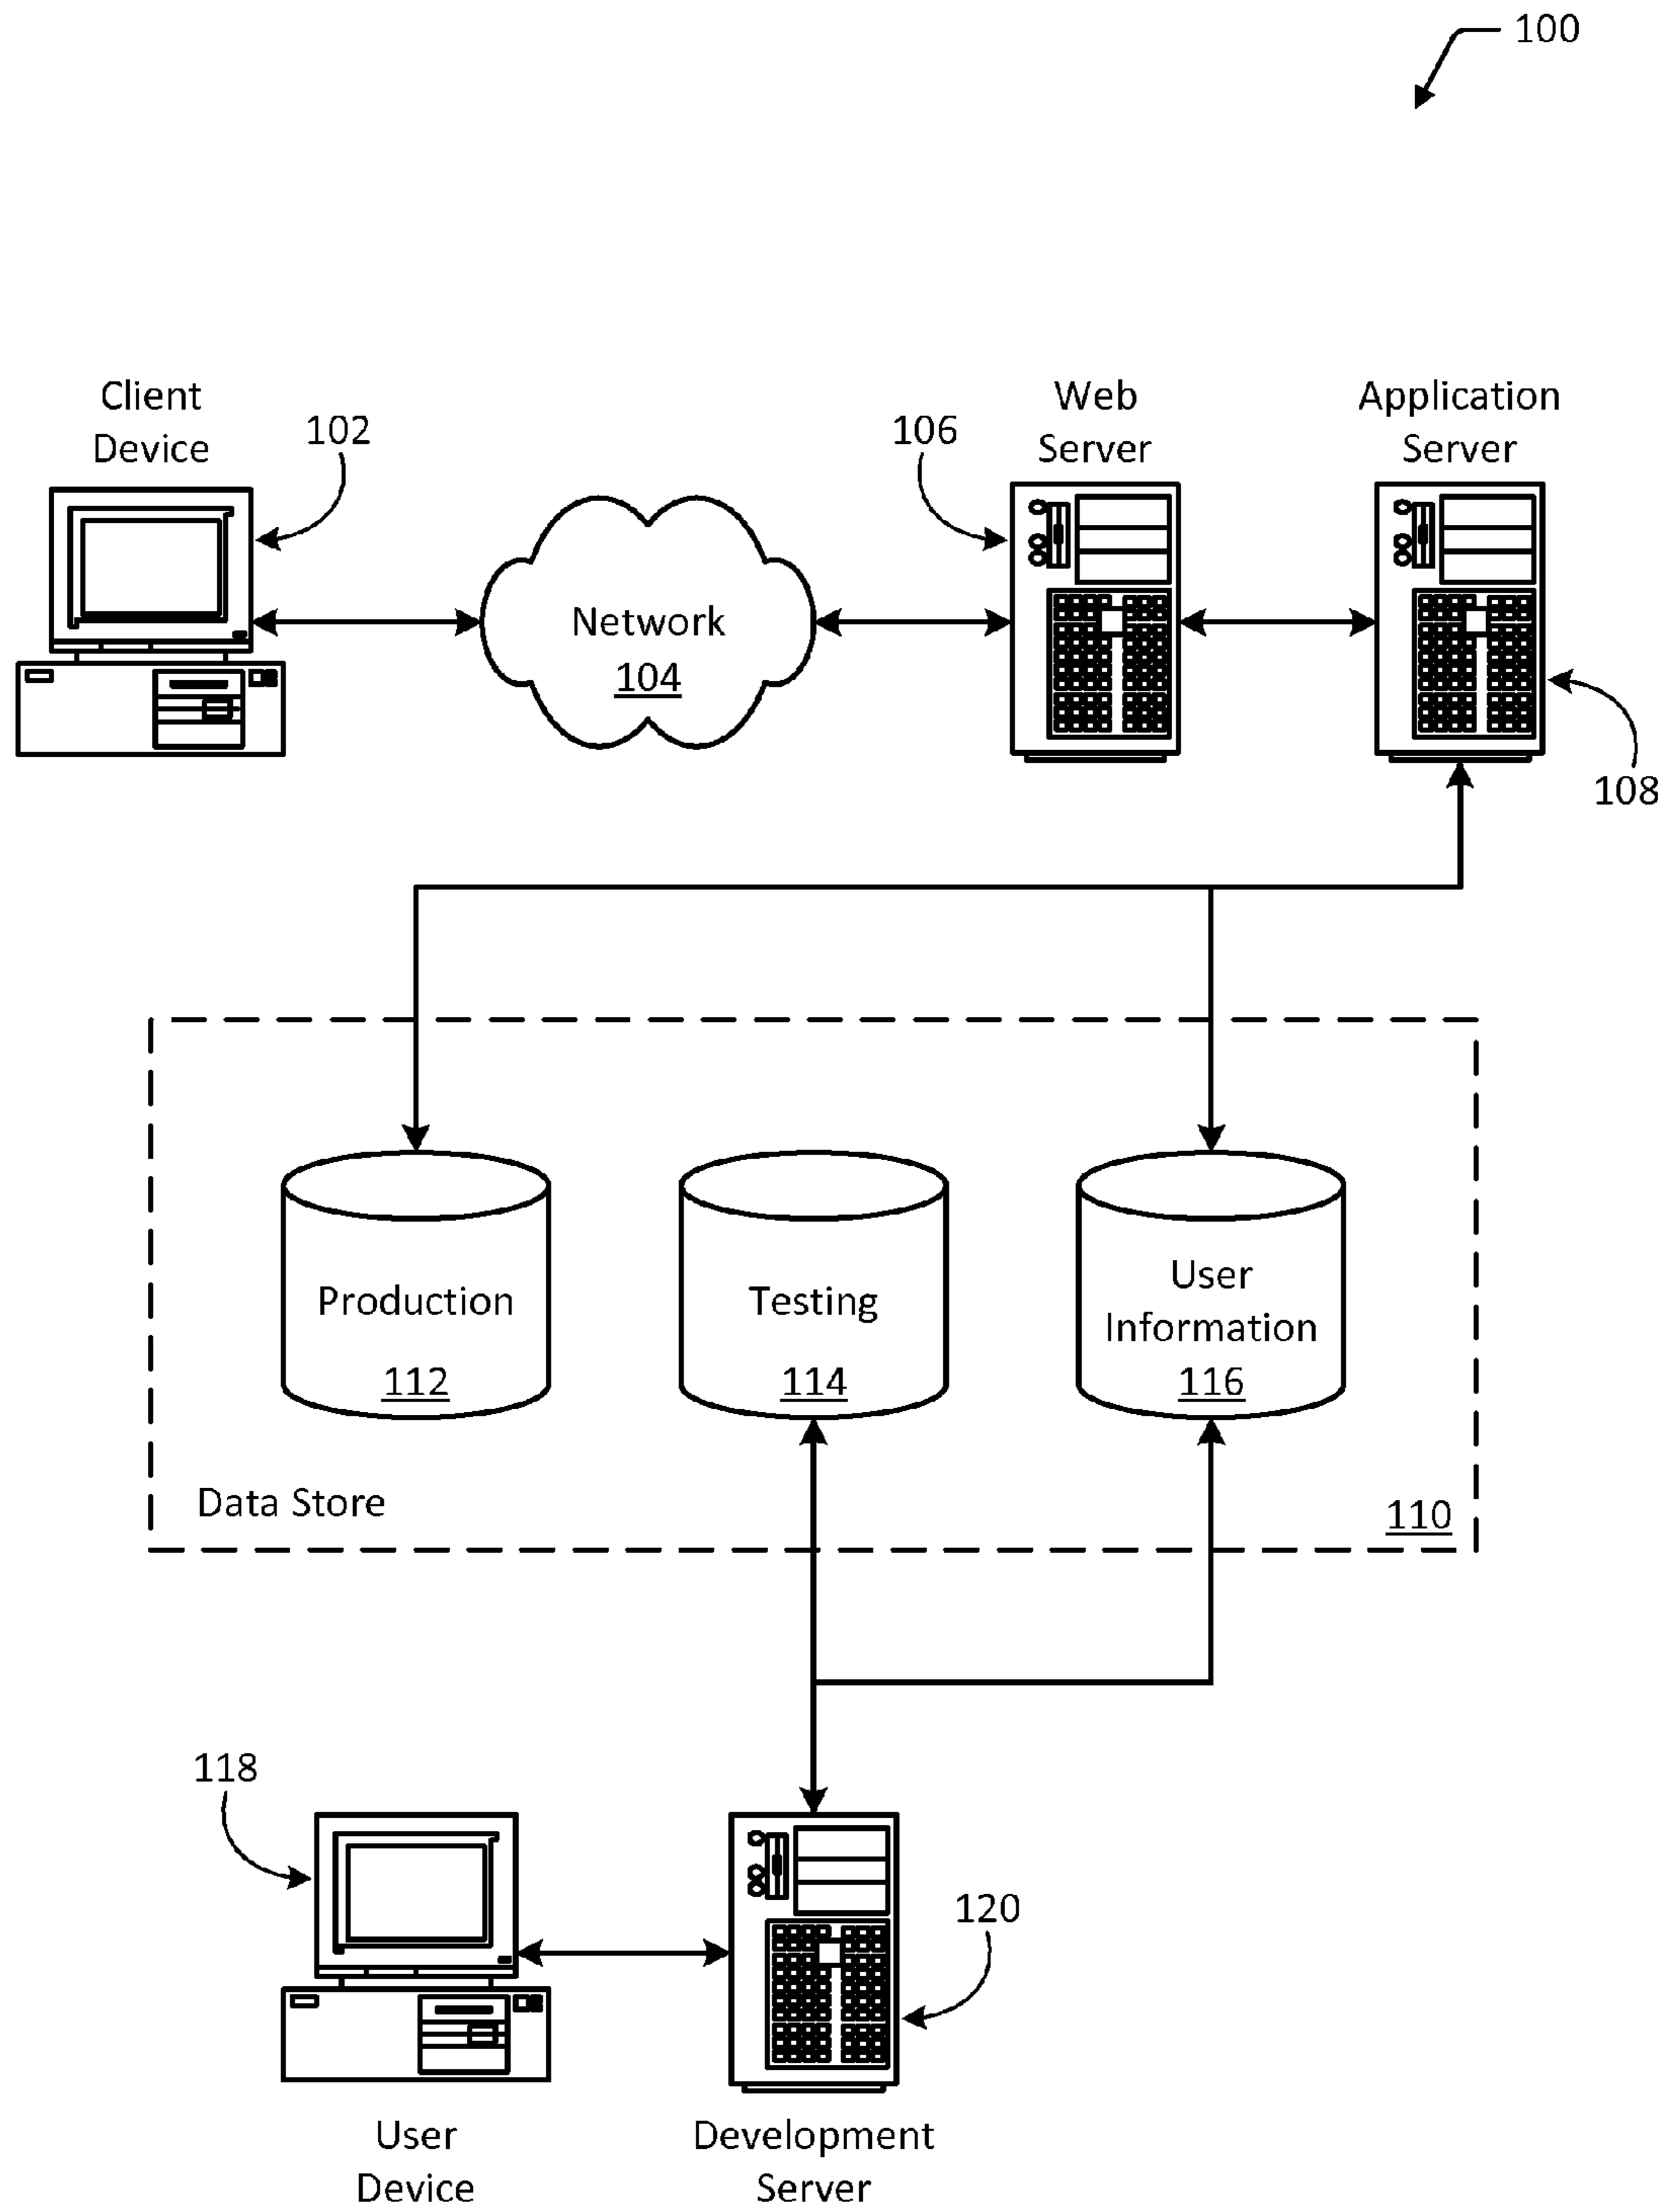 100
Client
Device
102
106
Web
Server
Application
Server
Network
104
108
Production
112
Testing
114
User
Information
116
Data Store
110
118
120
User
Device
Development
Server